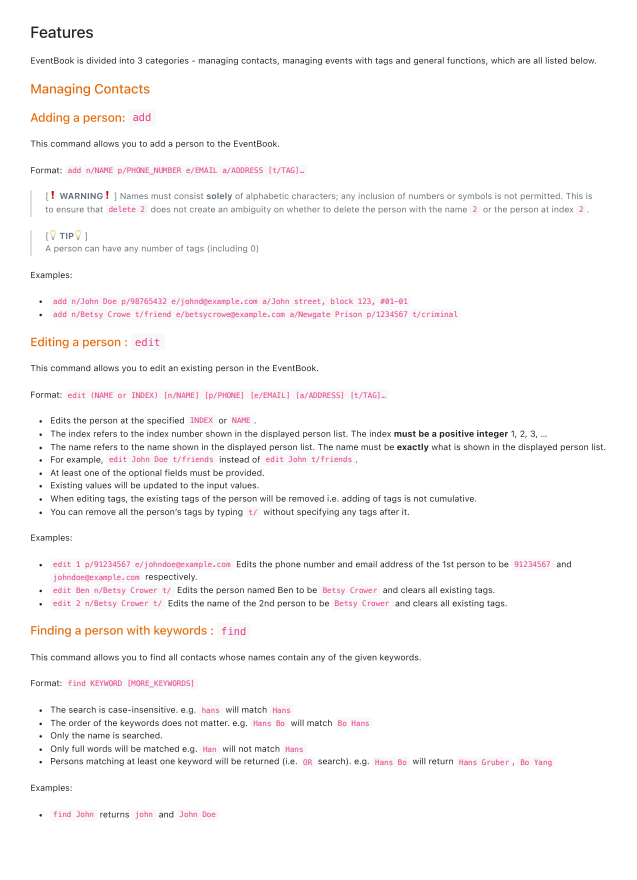 Features
EventBook is divided into 3 categories - managing contacts, managing events with tags and general functions, which are all listed below.
Managing Contacts
Adding a person: add
This command allows you to add a person to the EventBook.
Format: add n/NAME p/PHONE_NUMBER e/EMAIL a/ADDRESS [t/TAG]…
[❗ WARNING❗ ] Names must consist solely of alphabetic characters; any inclusion of numbers or symbols is not permitted. This is
to ensure that delete 2 does not create an ambiguity on whether to delete the person with the name 2 or the person at index 2 .
[💡 TIP💡 ]
A person can have any number of tags (including 0)
Examples:
• add n/John Doe p/98765432 e/johnd@example.com a/John street, block 123, #01-01
• add n/Betsy Crowe t/friend e/betsycrowe@example.com a/Newgate Prison p/1234567 t/criminal
Editing a person : edit
This command allows you to edit an existing person in the EventBook.
Format: edit (NAME or INDEX) [n/NAME] [p/PHONE] [e/EMAIL] [a/ADDRESS] [t/TAG]…
• Edits the person at the specified INDEX or NAME .
• The index refers to the index number shown in the displayed person list. The index must be a positive integer 1, 2, 3, …
• The name refers to the name shown in the displayed person list. The name must be exactly what is shown in the displayed person list.
• For example, edit John Doe t/friends instead of edit John t/friends .
• At least one of the optional fields must be provided.
• Existing values will be updated to the input values.
• When editing tags, the existing tags of the person will be removed i.e. adding of tags is not cumulative.
• You can remove all the person's tags by typing t/ without specifying any tags after it.
Examples:
• edit 1 p/91234567 e/johndoe@example.com Edits the phone number and email address of the 1st person to be 91234567 and
johndoe@example.com respectively.
• edit Ben n/Betsy Crower t/ Edits the person named Ben to be Betsy Crower and clears all existing tags.
• edit 2 n/Betsy Crower t/ Edits the name of the 2nd person to be Betsy Crower and clears all existing tags.
Finding a person with keywords : find
This command allows you to find all contacts whose names contain any of the given keywords.
Format: find KEYWORD [MORE_KEYWORDS]
• The search is case-insensitive. e.g. hans will match Hans
• The order of the keywords does not matter. e.g. Hans Bo will match Bo Hans
• Only the name is searched.
• Only full words will be matched e.g. Han will not match Hans
• Persons matching at least one keyword will be returned (i.e. OR search). e.g. Hans Bo will return Hans Gruber , Bo Yang
Examples:
• find John returns john and John Doe